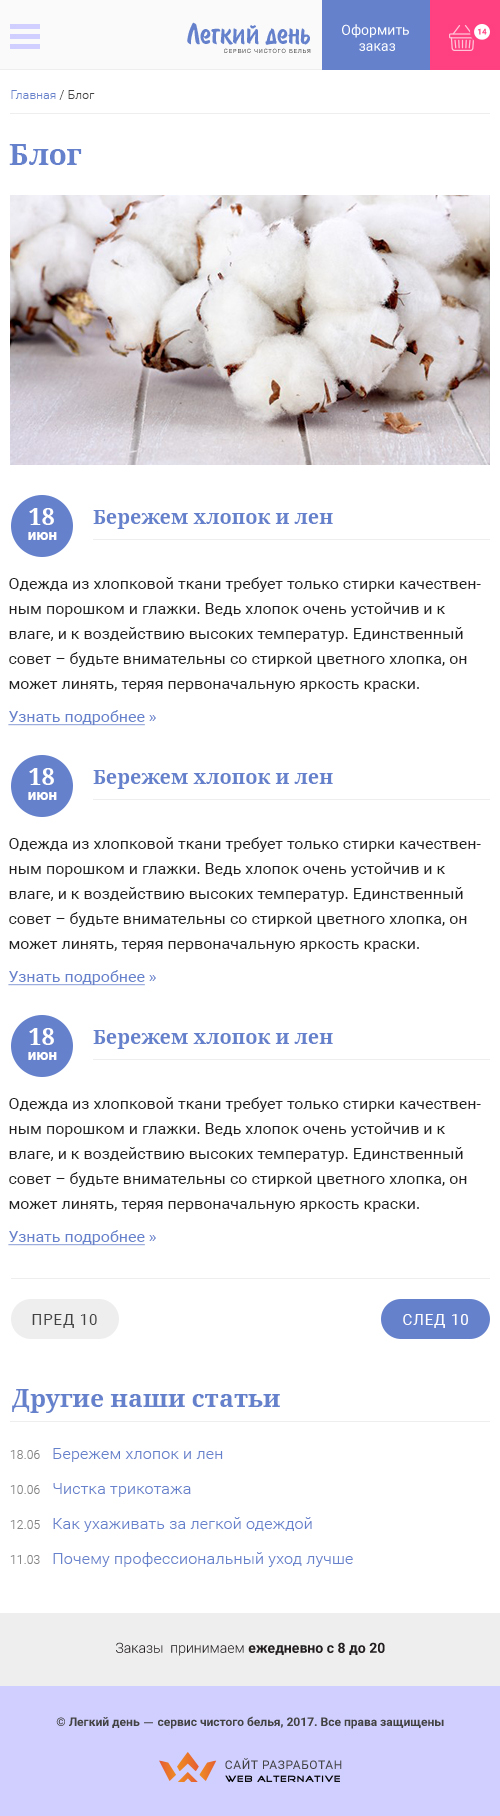 Легкий день
СЕРВИС ЧИСТОГО БЕЛЬЯ
Оформить
заказ
14
Главная / Блог
Блог
18
июн
Бережем хлопок и лен
Одежда из хлопковой ткани требует только стирки качествен-
ным порошком и глажки. Ведь хлопок очень устойчив и к
влаге, и к воздействию высоких температур. Единственный
совет – будьте внимательны со стиркой цветного хлопка, он
может линять, теряя первоначальную яркость краски.
Узнать подробнее »
18
июн
Бережем хлопок и лен
Одежда из хлопковой ткани требует только стирки качествен-
ным порошком и глажки. Ведь хлопок очень устойчив и к
влаге, и к воздействию высоких температур. Единственный
совет – будьте внимательны со стиркой цветного хлопка, он
может линять, теряя первоначальную яркость краски.
Узнать подробнее »
18
июн
Бережем хлопок и лен
Одежда из хлопковой ткани требует только стирки качествен-
ным порошком и глажки. Ведь хлопок очень устойчив и к
влаге, и к воздействию высоких температур. Единственный
совет – будьте внимательны со стиркой цветного хлопка, он
может линять, теряя первоначальную яркость краски.
Узнать подробнее »
ПРЕД 10
СЛЕД 10
Другие наши статьи
18.06 Бережем хлопок и лен
10.06 Чистка трикотажа
12.05 Как ухаживать за легкой одеждой
11.03 Почему профессиональный уход лучше
Заказы принимаем ежедневно с 8 до 20
© Легкий день — сервис чистого белья, 2017. Все права защищены
САЙТ РАЗРАБОТАН
WEB ALTERNATIVE